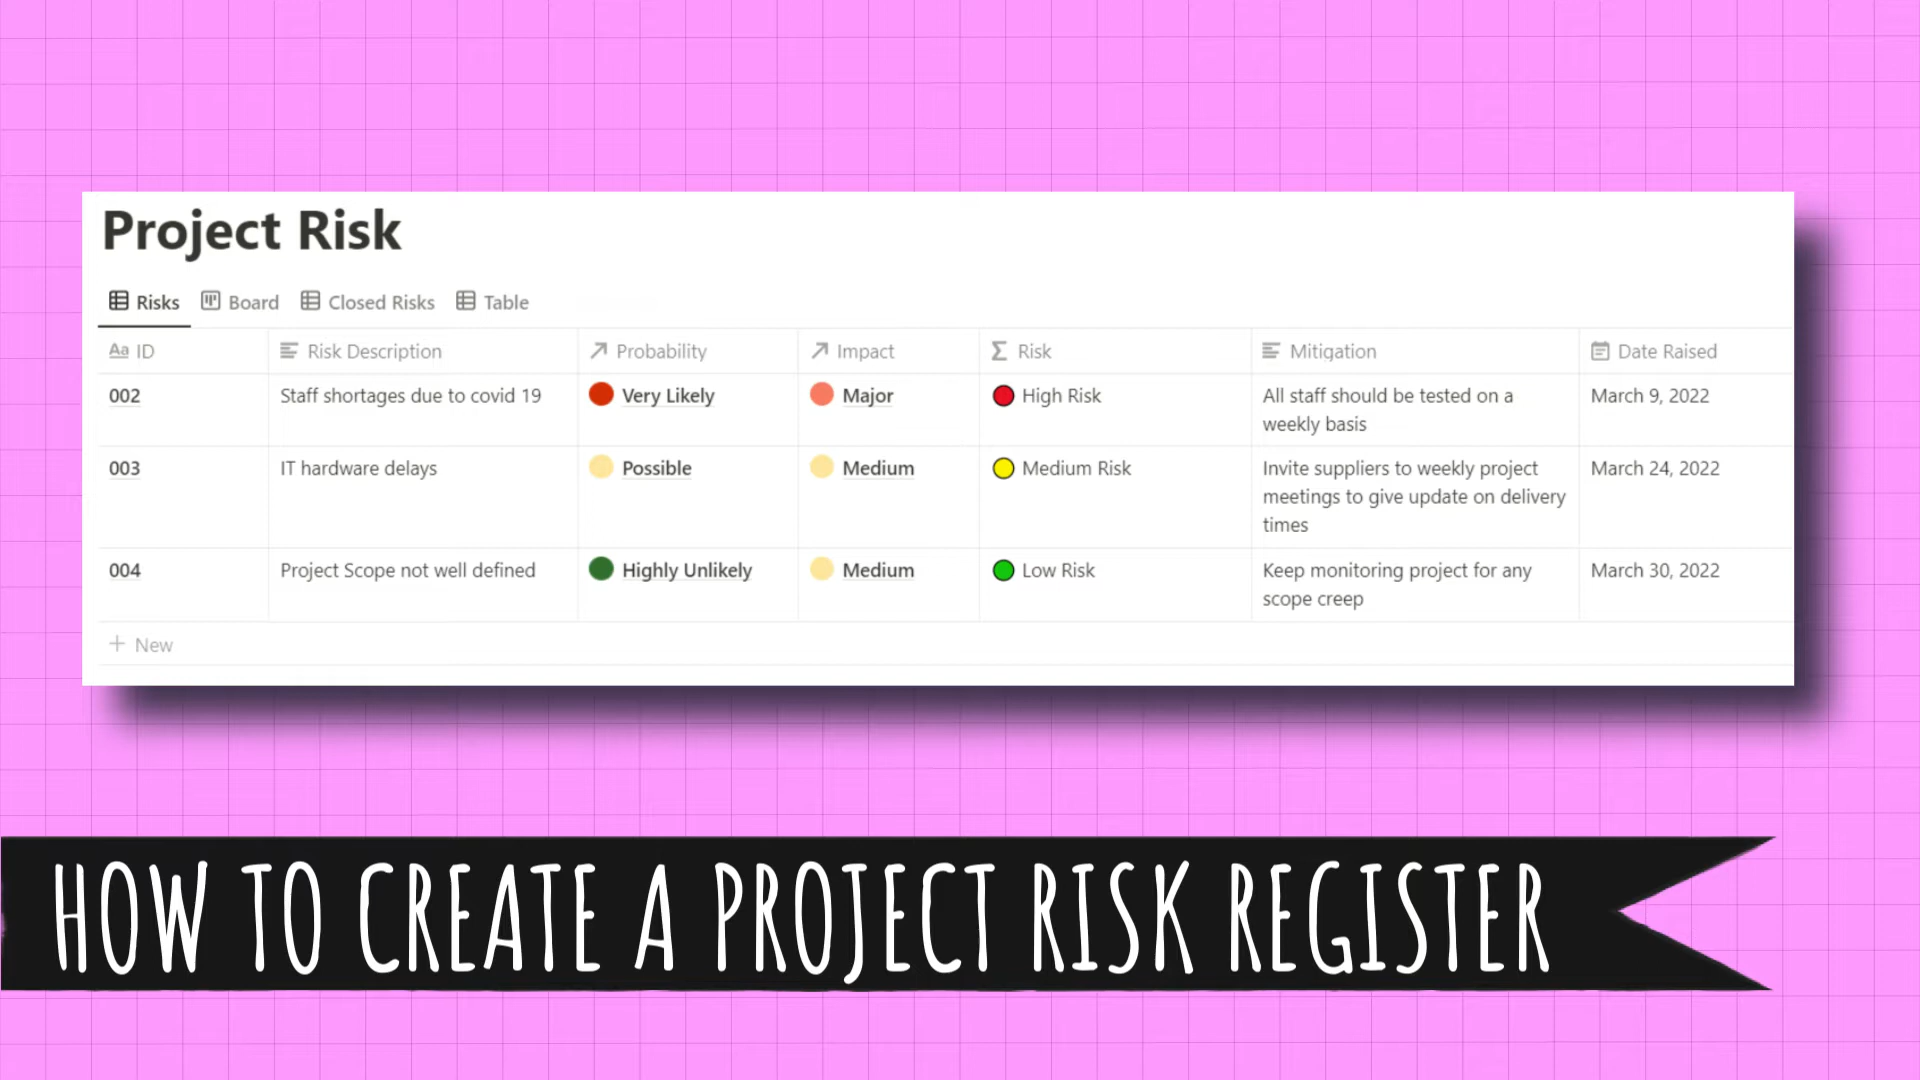 Project Risk
Risks Board Closed Risks Table
Aa ID Risk Description Probability Impact Σ Risk Mitigation Date Raised
002 Staff shortages due to covid 19 Very Likely Major High Risk All staff should be tested on a March 9, 2022
weekly basis
003 IT hardware delays Possible Medium Medium Risk Invite suppliers to weekly project March 24, 2022
meetings to give update on delivery
times
004 Project Scope not well defined Highly Unlikely Medium Low Risk Keep monitoring project for any March 30, 2022
scope creep
+ New
HOW TO CREATE A PROJECT RISK REGISTER